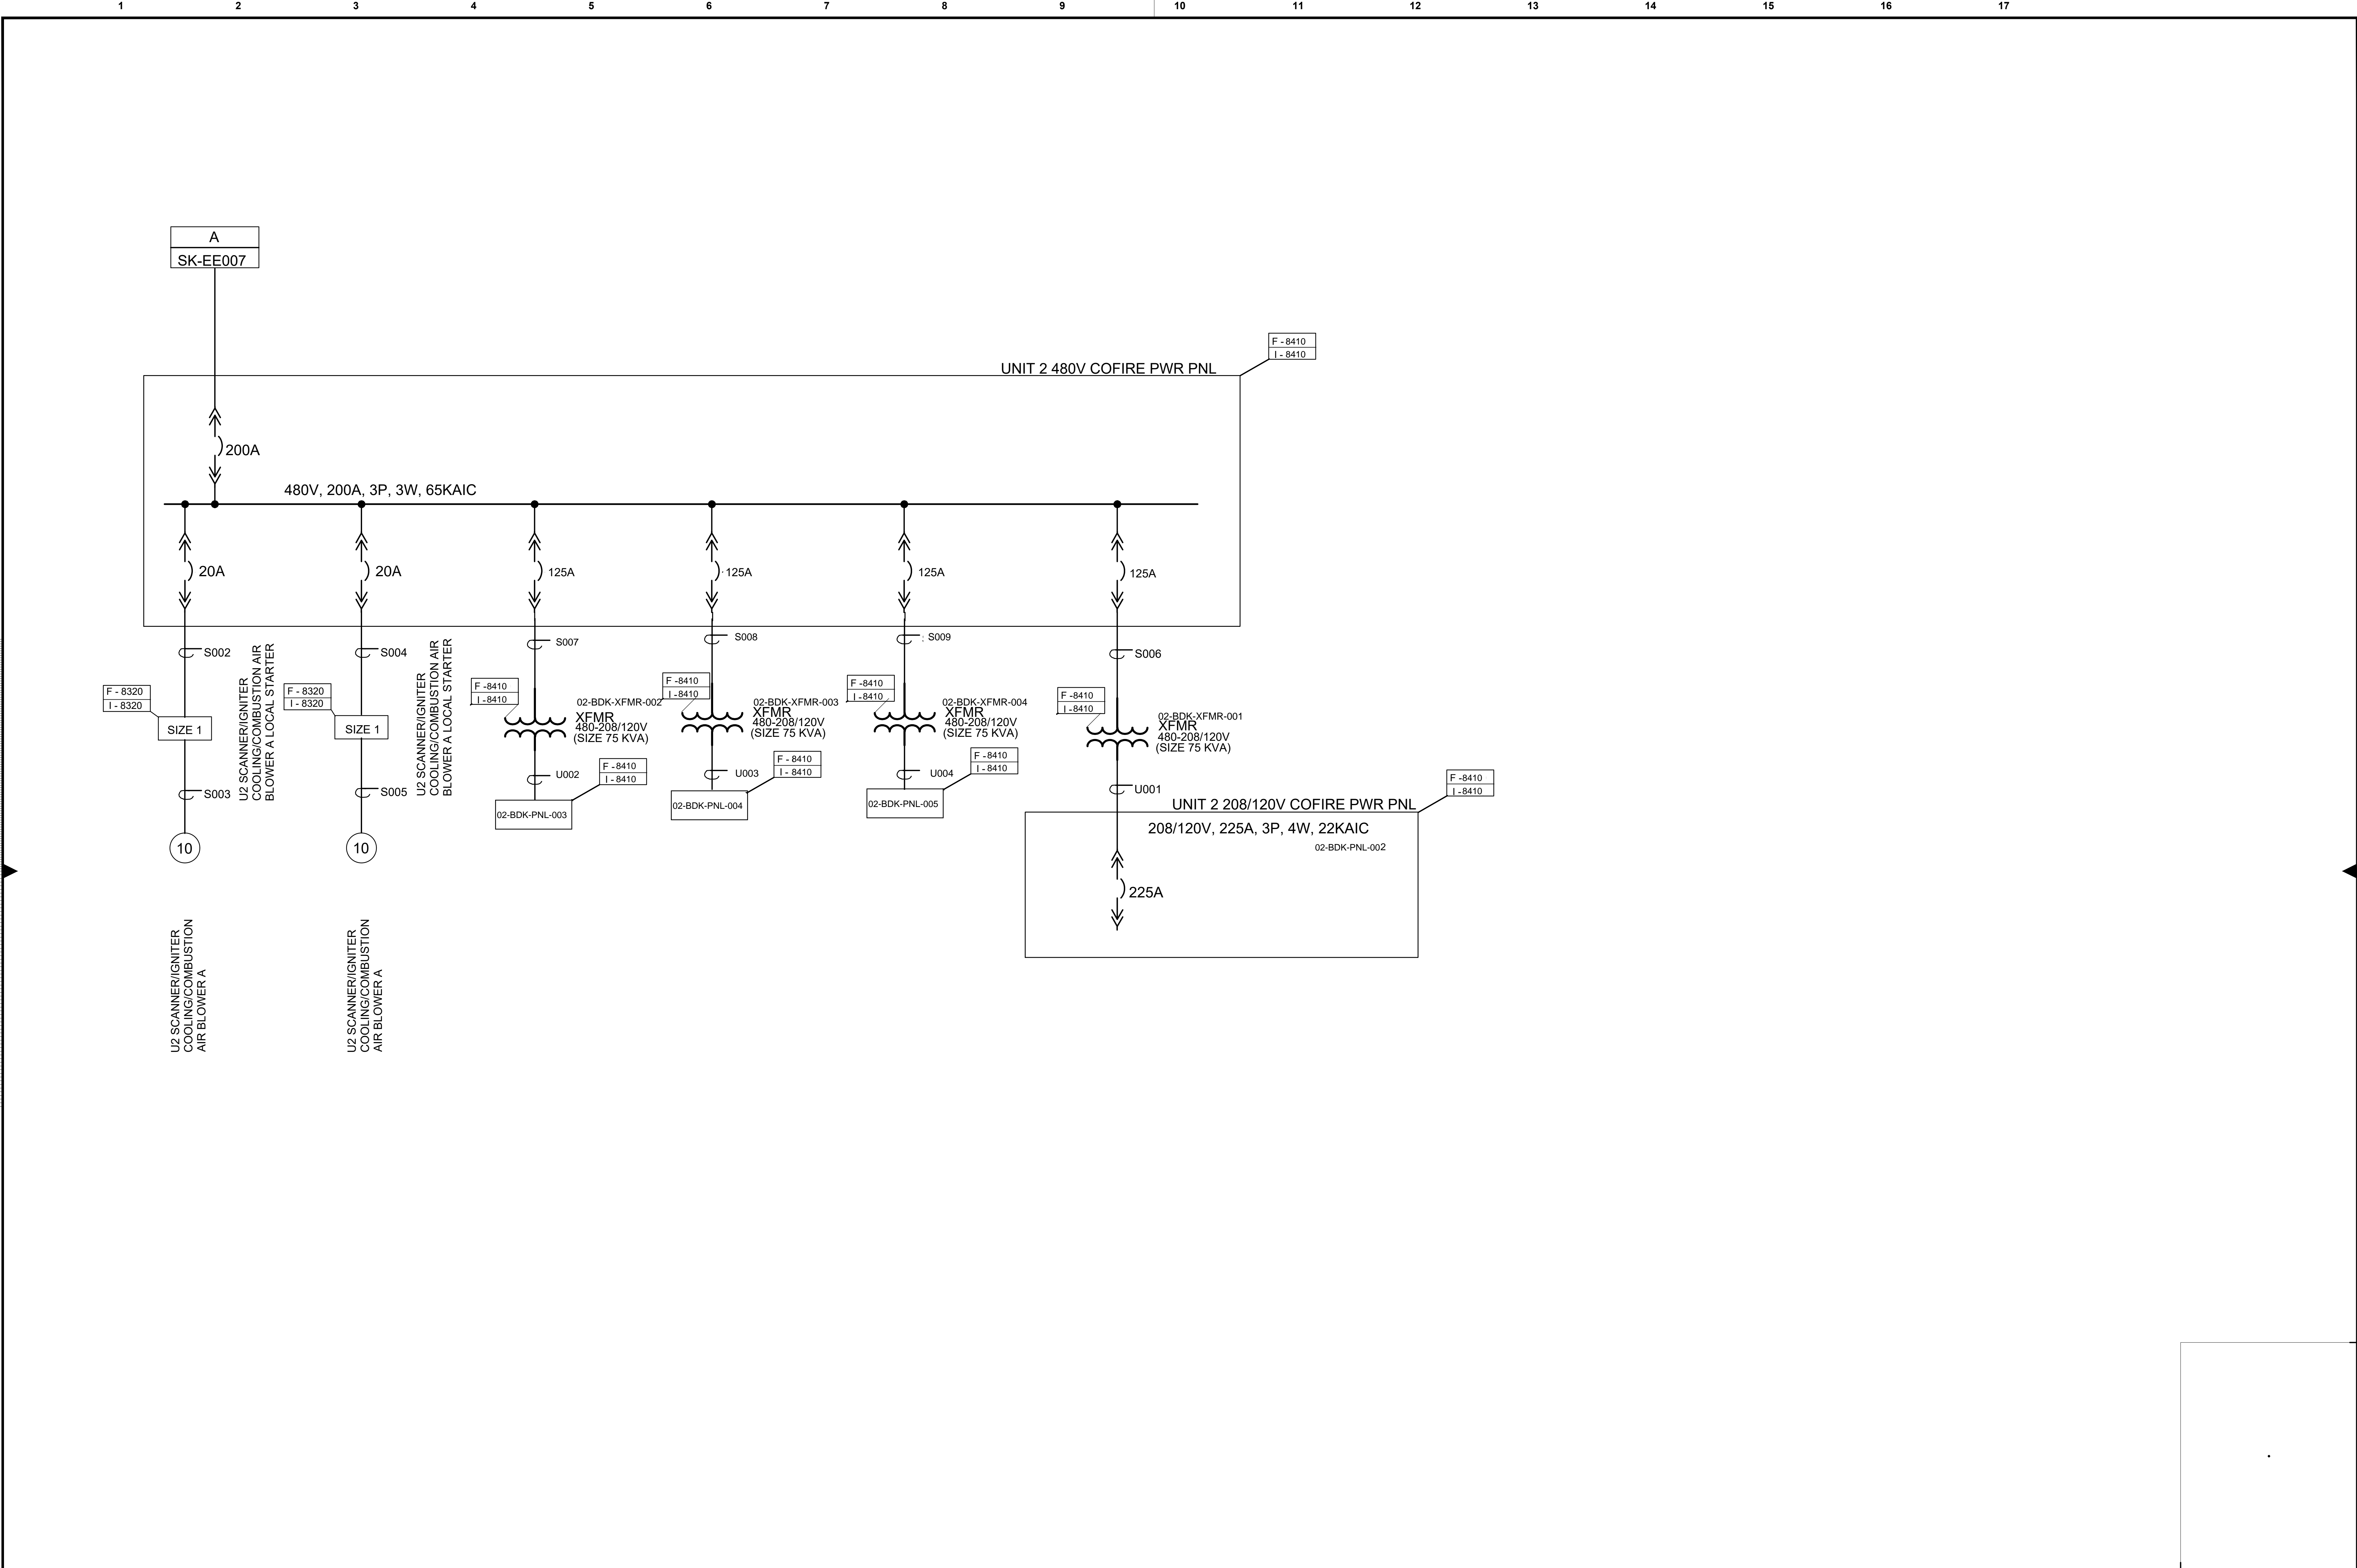 1 2 3 4 5 6 7 8 9 10 11 12 13 14 15 16 17
A
SK-EE007
F - 8410
I - 8410
UNIT 2 480V COFIRE PWR PNL
200A
480V, 200A, 3P, 3W, 65KAIC
20A
20A
125A
125A
125A
125A
S002
S004
S007
S008
S009
S006
F - 8320
I - 8320
SIZE 1
U2 SCANNER/IGNITER
COOLING/COMBUSTION AIR
BLOWER A LOCAL STARTER
S003
10
U2 SCANNER/IGNITER
COOLING/COMBUSTION
AIR BLOWER A
F - 8320
I - 8320
SIZE 1
U2 SCANNER/IGNITER
COOLING/COMBUSTION AIR
BLOWER A LOCAL STARTER
S005
10
U2 SCANNER/IGNITER
COOLING/COMBUSTION
AIR BLOWER A
F -8410
I -8410
02-BDK-XFMR-002
XFMR
480-208/120V
(SIZE 75 KVA)
U002
F -8410
I - 8410
02-BDK-PNL-003
F -8410
I -8410
02-BDK-XFMR-003
XFMR
480-208/120V
(SIZE 75 KVA)
U003
F - 8410
I - 8410
02-BDK-PNL-004
F -8410
I -8410
02-BDK-XFMR-004
XFMR
480-208/120V
(SIZE 75 KVA)
U004
F -8410
I - 8410
02-BDK-PNL-005
F -8410
I -8410
02-BDK-XFMR-001
XFMR
480-208/120V
(SIZE 75 KVA)
U001
F -8410
I -8410
UNIT 2 208/120V COFIRE PWR PNL
208/120V, 225A, 3P, 4W, 22KAIC
02-BDK-PNL-002
225A